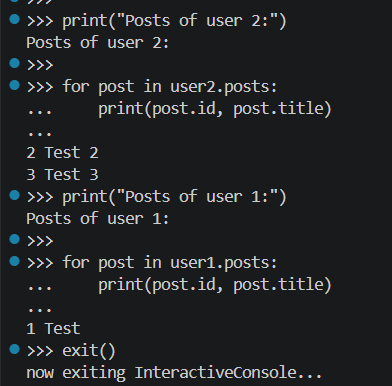 >>>
>>> print("Posts of user 2:")
Posts of user 2:
>>>
>>> for post in user2.posts:
...     print(post.id, post.title)
...
2 Test 2
3 Test 3
>>> print("Posts of user 1:")
Posts of user 1:
>>>
>>> for post in user1.posts:
...     print(post.id, post.title)
...
1 Test
>>> exit()
now exiting InteractiveConsole...